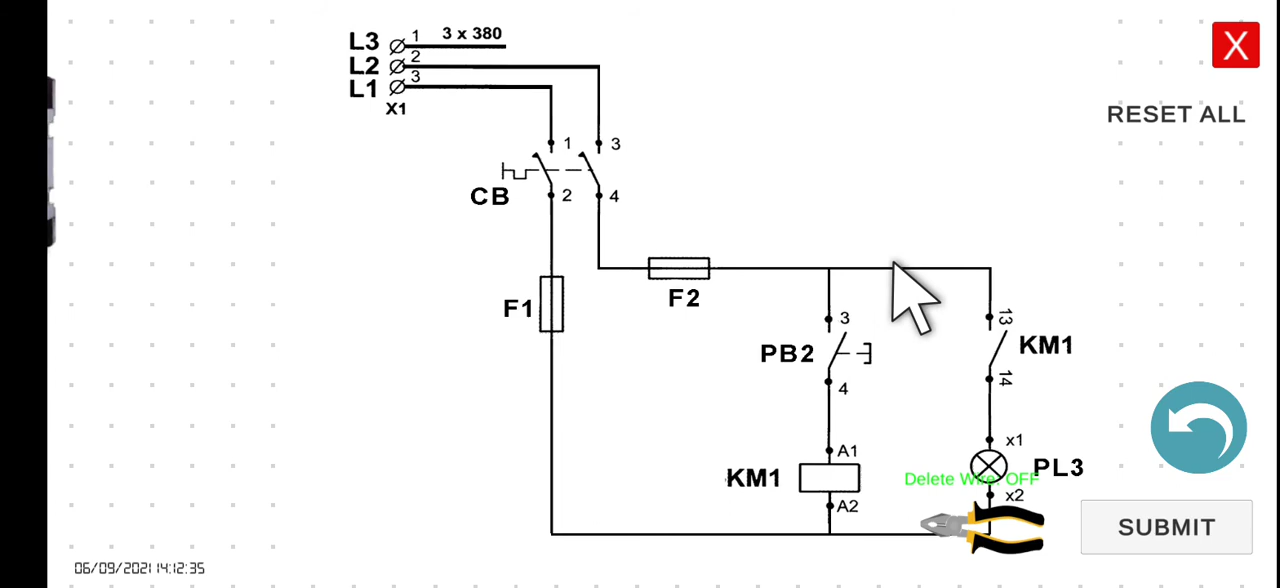 L3 1 3 x 380
L2 2
L1 3
X1
X
RESET ALL
1 3
CB 2 4
F2
F1
3 13
PB2 KM1
4 14
A1 x1
KM1 PL3
Delete Wire: OFF
A2 x2
SUBMIT
06/09/2021 14:12:35